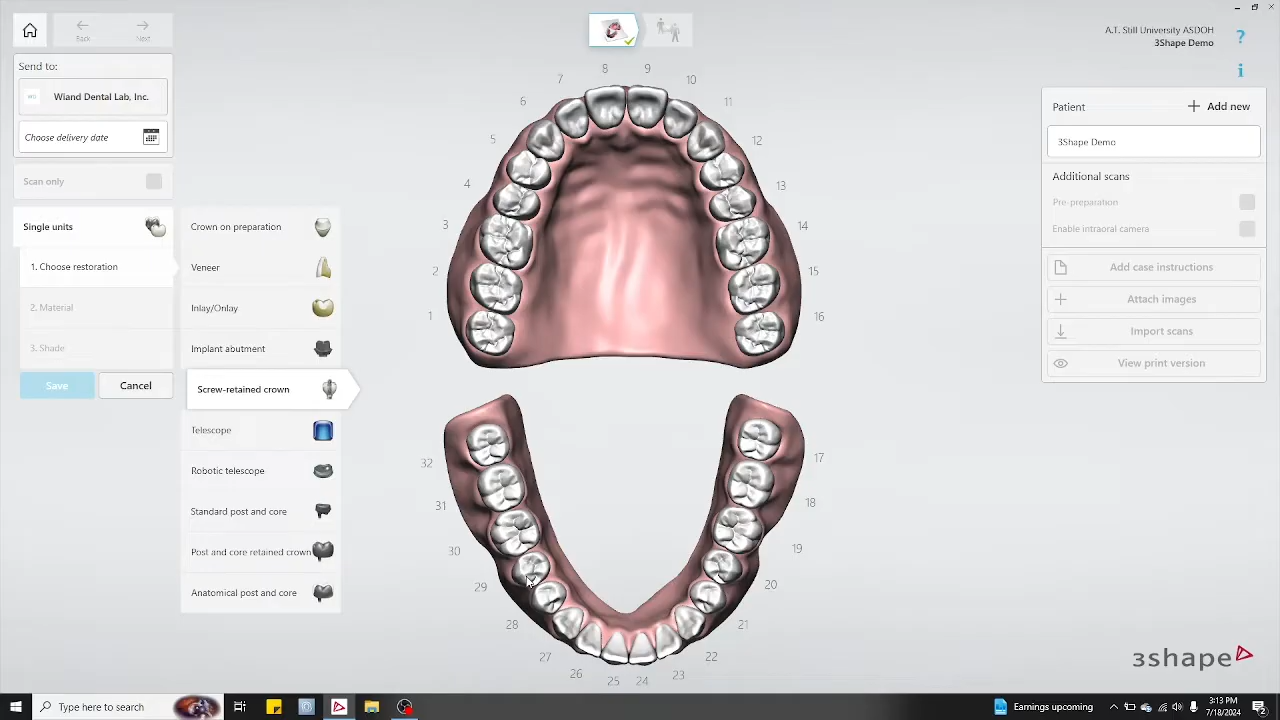 Back
Next
Send to:
WD
Wiand Dental Lab, Inc.
Choose delivery date
Scan only
Single units
1. Choose restoration
2. Material
3. Shade
Save
Cancel
Crown on preparation
Veneer
Inlay/Onlay
Implant abutment
Screw-retained crown
Telescope
Robotic telescope
Standard post and core
Post and core retained crown
Anatomical post and core
8
9
7
10
6
11
5
12
4
13
3
14
2
15
1
16
32
17
31
18
30
19
29
20
28
21
27
22
26
23
25
24
A.T. Still University ASDOH
3Shape Demo
?
i
Patient
+ Add new
3Shape Demo
Additional scans
Pre-preparation
Enable intraoral camera
Add case instructions
Attach images
Import scans
View print version
3shape
Type here to search
Earnings upcoming
3:13 PM
7/18/2024